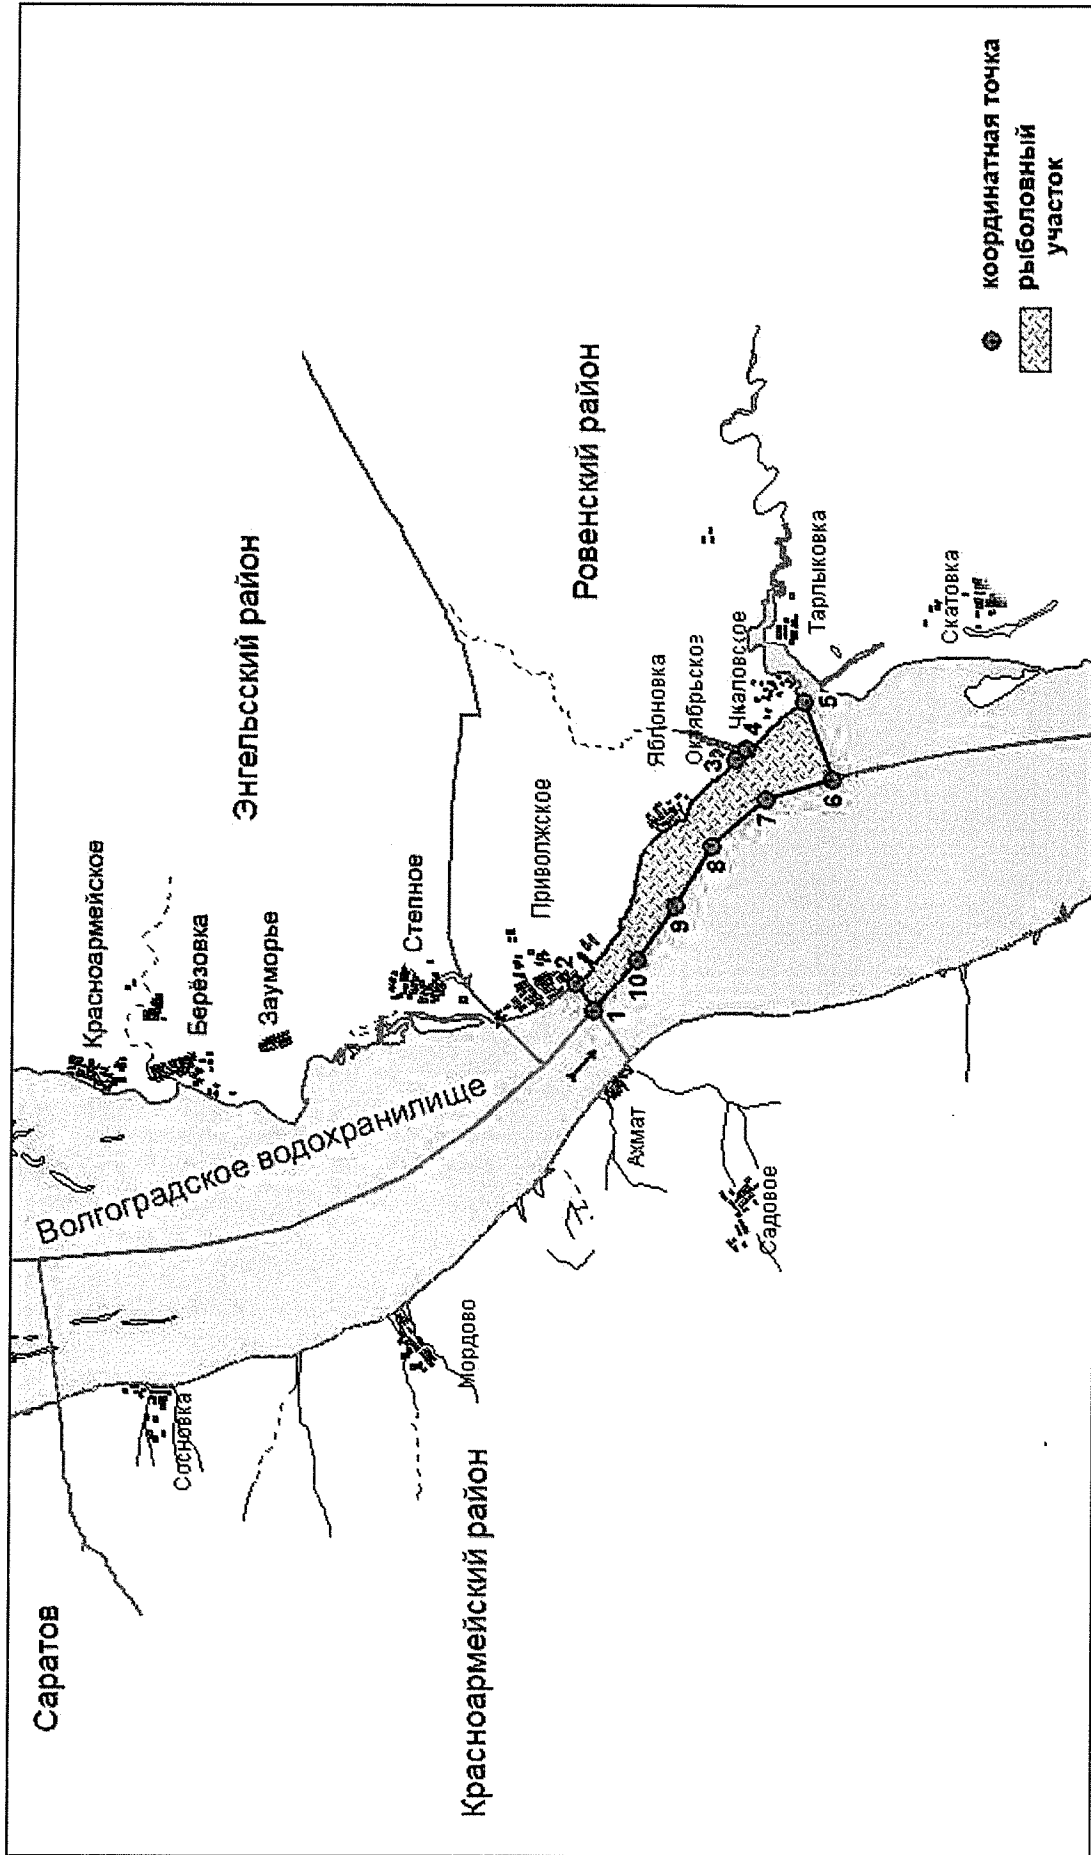 Саратов
Сосновка
Волгоградское водохранилище
Красноармейское
Берёзовка
Зауморье
Энгельсский район
Степное
Мордово
Красноармейский район
Приволжское
Ахмат
Садовое
Ровенский район
Яблоновка
Октябрьское
Чкаловское
Тарлыковка
Скатовка
1
2
3
4
5
6
7
8
9
10
координатная точка
рыболовный
участок